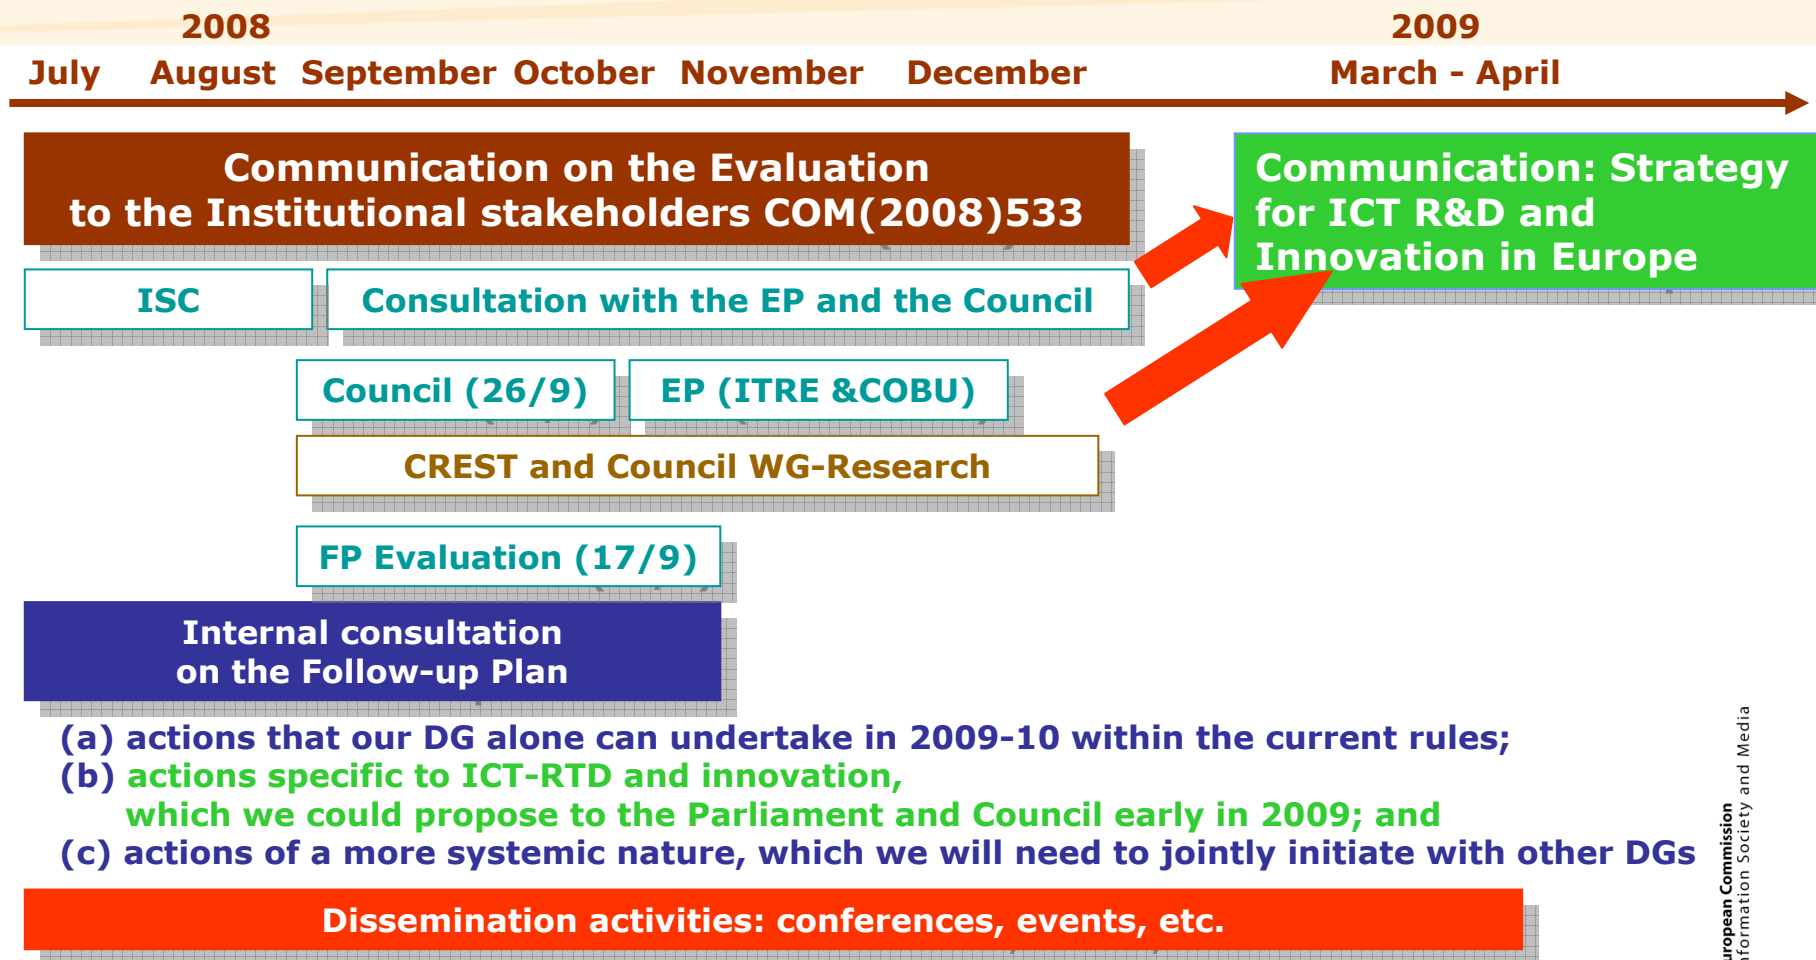 2008 2009
July August September October November December March - April
Communication on the Evaluation
to the Institutional stakeholders COM(2008)533
Communication: Strategy
for ICT R&D and
Innovation in Europe
ISC
Consultation with the EP and the Council
Council (26/9)
EP (ITRE &COBU)
CREST and Council WG-Research
FP Evaluation (17/9)
Internal consultation
on the Follow-up Plan
(a) actions that our DG alone can undertake in 2009-10 within the current rules;
(b) actions specific to ICT-RTD and innovation,
which we could propose to the Parliament and Council early in 2009; and
(c) actions of a more systemic nature, which we will need to jointly initiate with other DGs
Dissemination activities: conferences, events, etc.
uropean Commission
nformation Society and Media